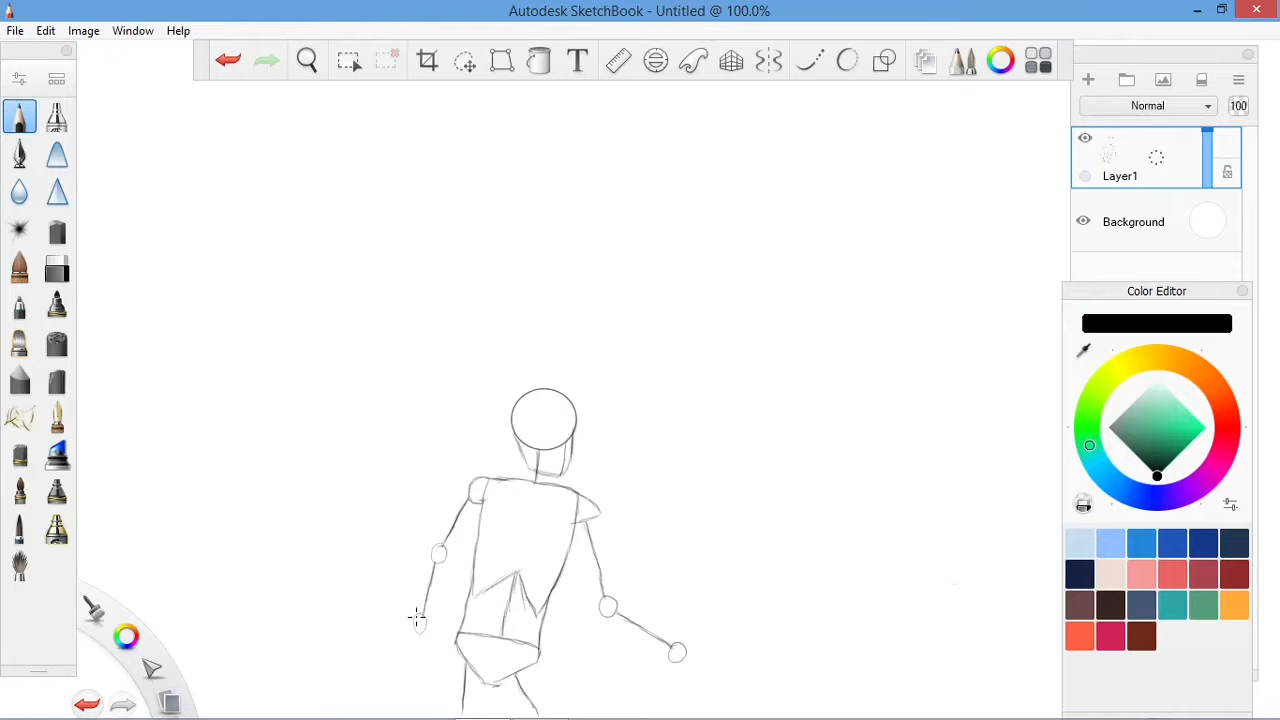 Autodesk SketchBook - Untitled @ 100.0%
File Edit Image Window Help
Normal 100
Layer1
Background
Color Editor